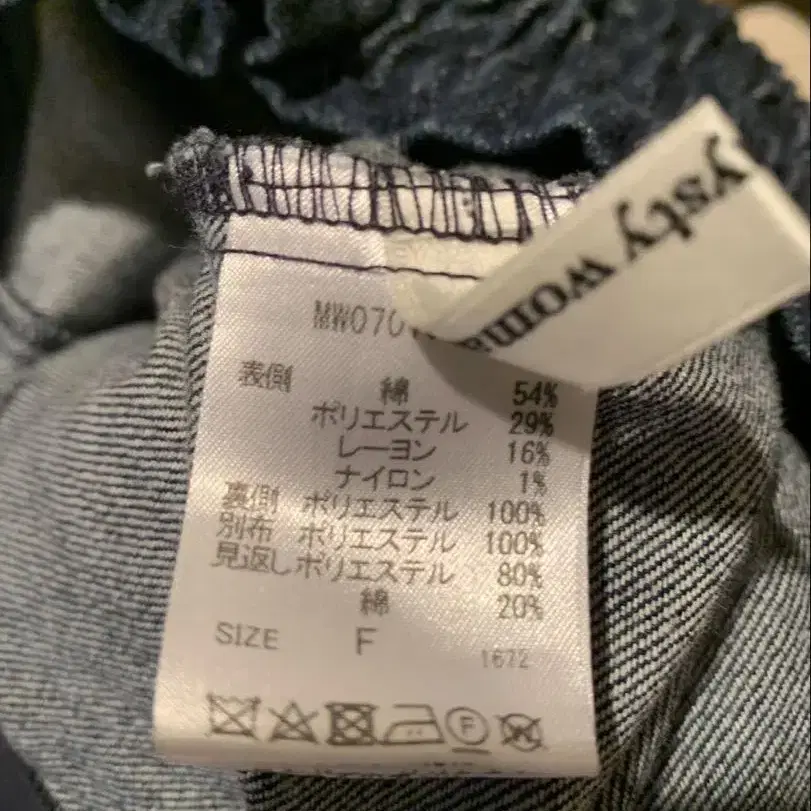 ysty woma
MW070
表側 綿 54%
ポリエステル 29%
レーヨン 16%
ナイロン 1%
裏側 ポリエステル 100%
別布 ポリエステル 100%
見返し ポリエステル 80%
綿 20%
SIZE F
1672
F